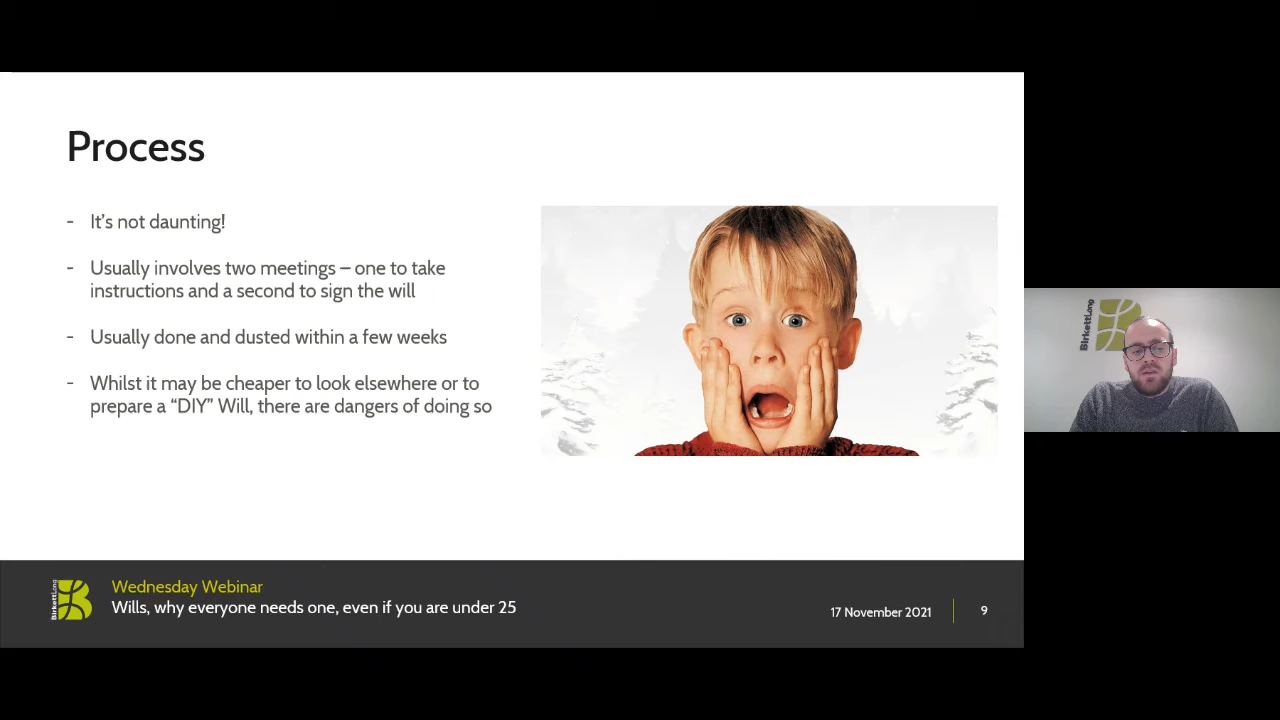 Process
- It's not daunting!
- Usually involves two meetings – one to take
instructions and a second to sign the will
- Usually done and dusted within a few weeks
- Whilst it may be cheaper to look elsewhere or to
prepare a “DIY” Will, there are dangers of doing so
BirkettLong
BirkettLong
Wednesday Webinar
Wills, why everyone needs one, even if you are under 25
17 November 2021
9